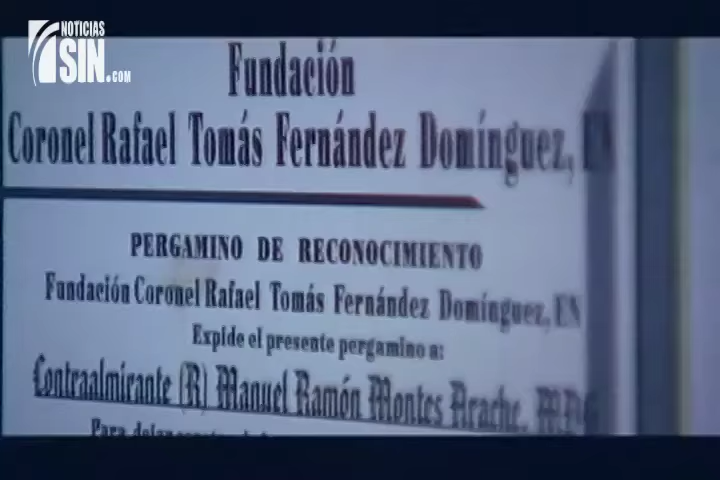 NOTICIAS
SIN.COM
Fundación
Coronel Rafael Tomás Fernández Domínguez, EN
PERGAMINO DE RECONOCIMIENTO
Fundación Coronel Rafael Tomás Fernández Domínguez, EN
Expide el presente pergamino a:
Contraalmirante (R) Manuel Ramón Montes Arache,
Para